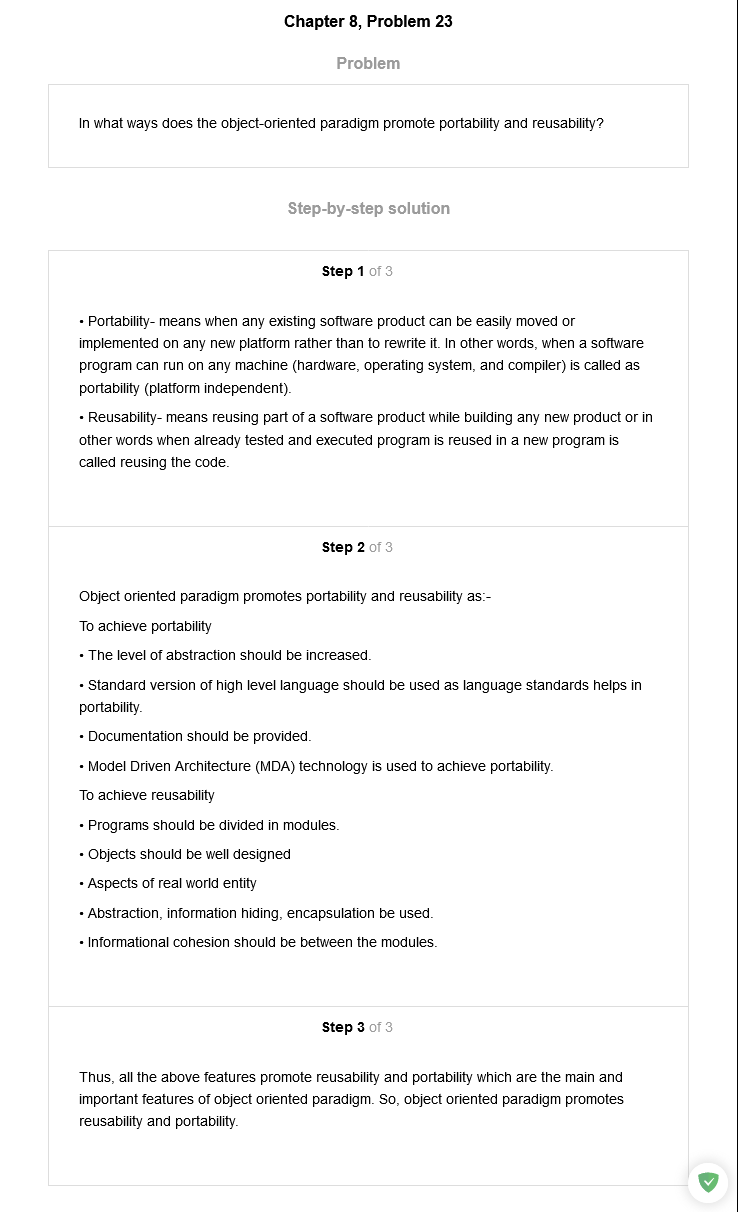 Chapter 8, Problem 23
Problem
In what ways does the object-oriented paradigm promote portability and reusability?
Step-by-step solution
Step 1 of 3
• Portability- means when any existing software product can be easily moved or
implemented on any new platform rather than to rewrite it. In other words, when a software
program can run on any machine (hardware, operating system, and compiler) is called as
portability (platform independent).
• Reusability- means reusing part of a software product while building any new product or in
other words when already tested and executed program is reused in a new program is
called reusing the code.
Step 2 of 3
Object oriented paradigm promotes portability and reusability as:-
To achieve portability
• The level of abstraction should be increased.
• Standard version of high level language should be used as language standards helps in
portability.
• Documentation should be provided.
• Model Driven Architecture (MDA) technology is used to achieve portability.
To achieve reusability
• Programs should be divided in modules.
• Objects should be well designed
• Aspects of real world entity
• Abstraction, information hiding, encapsulation be used.
• Informational cohesion should be between the modules.
Step 3 of 3
Thus, all the above features promote reusability and portability which are the main and
important features of object oriented paradigm. So, object oriented paradigm promotes
reusability and portability.